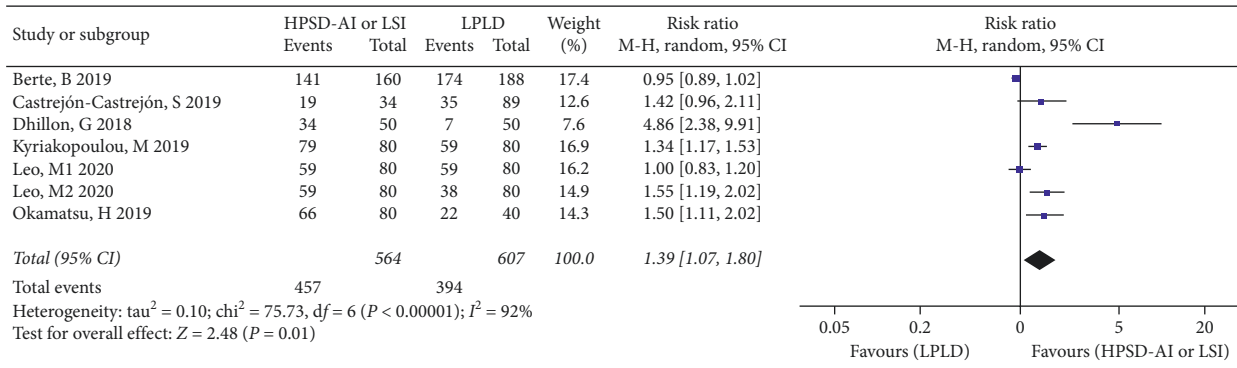 Study or subgroup HPSD-AI or LSI LPLD Weight Risk ratio Risk ratio
Events Total Events Total (%) M-H, random, 95% CI M-H, random, 95% CI
Berte, B 2019 141 160 174 188 17.4 0.95 [0.89, 1.02]
Castrejón-Castrejón, S 2019 19 34 35 89 12.6 1.42 [0.96, 2.11]
Dhillon, G 2018 34 50 7 50 7.6 4.86 [2.38, 9.91]
Kyriakopoulou, M 2019 79 80 59 80 16.9 1.34 [1.17, 1.53]
Leo, M1 2020 59 80 59 80 16.2 1.00 [0.83, 1.20]
Leo, M2 2020 59 80 38 80 14.9 1.55 [1.19, 2.02]
Okamatsu, H 2019 66 80 22 40 14.3 1.50 [1.11, 2.02]
Total (95% CI) 564 607 100.0 1.39 [1.07, 1.80]
Total events 457 394
Heterogeneity: tau² = 0.10; chi² = 75.73, df = 6 (P < 0.00001); I² = 92%
Test for overall effect: Z = 2.48 (P = 0.01)
0.05 0.2 0 5 20
Favours (LPLD) Favours (HPSD-AI or LSI)